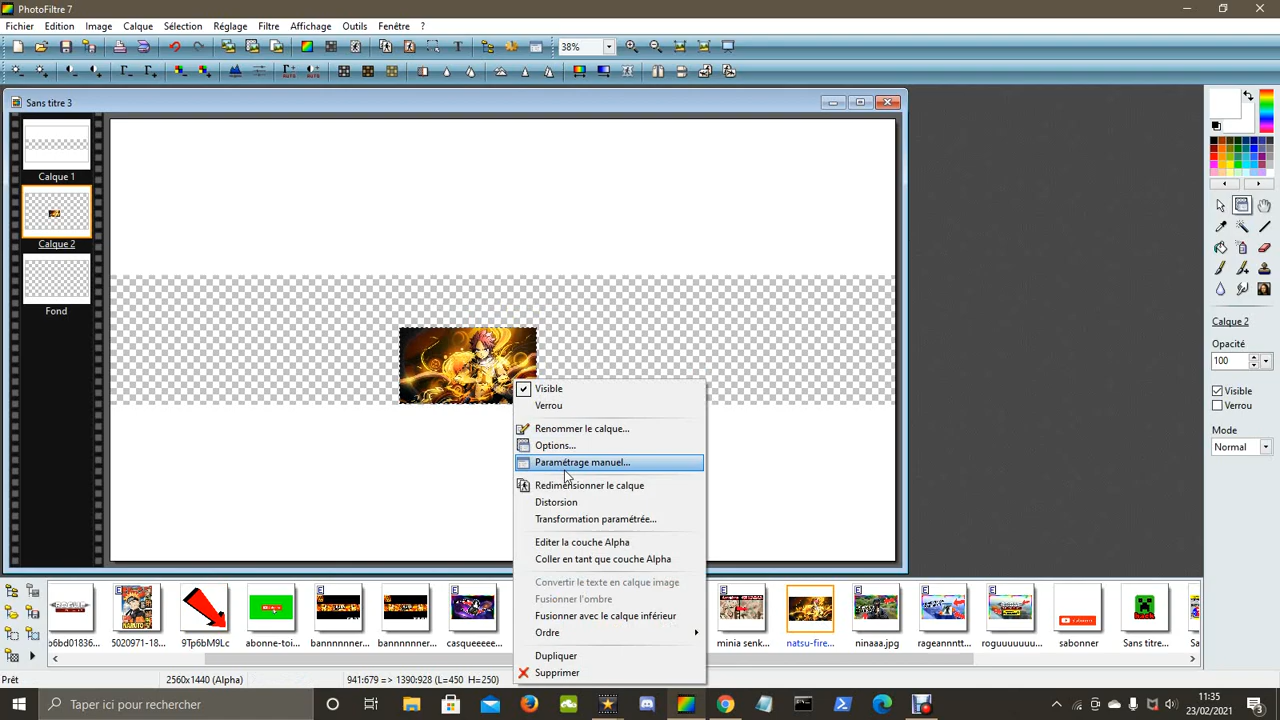 PhotoFiltre 7
Fichier Edition Image Calque Sélection Réglage Filtre Affichage Outils Fenêtre ?
38%
Sans titre 3
Calque 1
Calque 2
Fond
Visible
Verrou
Renommer le calque...
Options...
Paramétrage manuel...
Redimensionner le calque
Distorsion
Transformation paramétrée...
Editer la couche Alpha
Coller en tant que couche Alpha
Convertir le texte en calque image
Fusionner l'ombre
Fusionner avec le calque inférieur
Ordre
Dupliquer
Supprimer
Calque 2
Opacité
100
Visible
Verrou
Mode
Normal
5020971-18... 9Tp6bM9Lc abonne-toi... bannnnnner... bannnnnner... casqueeeee... minia senk... natsu-fire... ninaaa.jpg rageannntt... roguuuuuu... sabonner Sans titre...
Prêt 2560x1440 (Alpha) 941:679 => 1390:928 (L=450 H=250)
Taper ici pour rechercher
11:35
23/02/2021